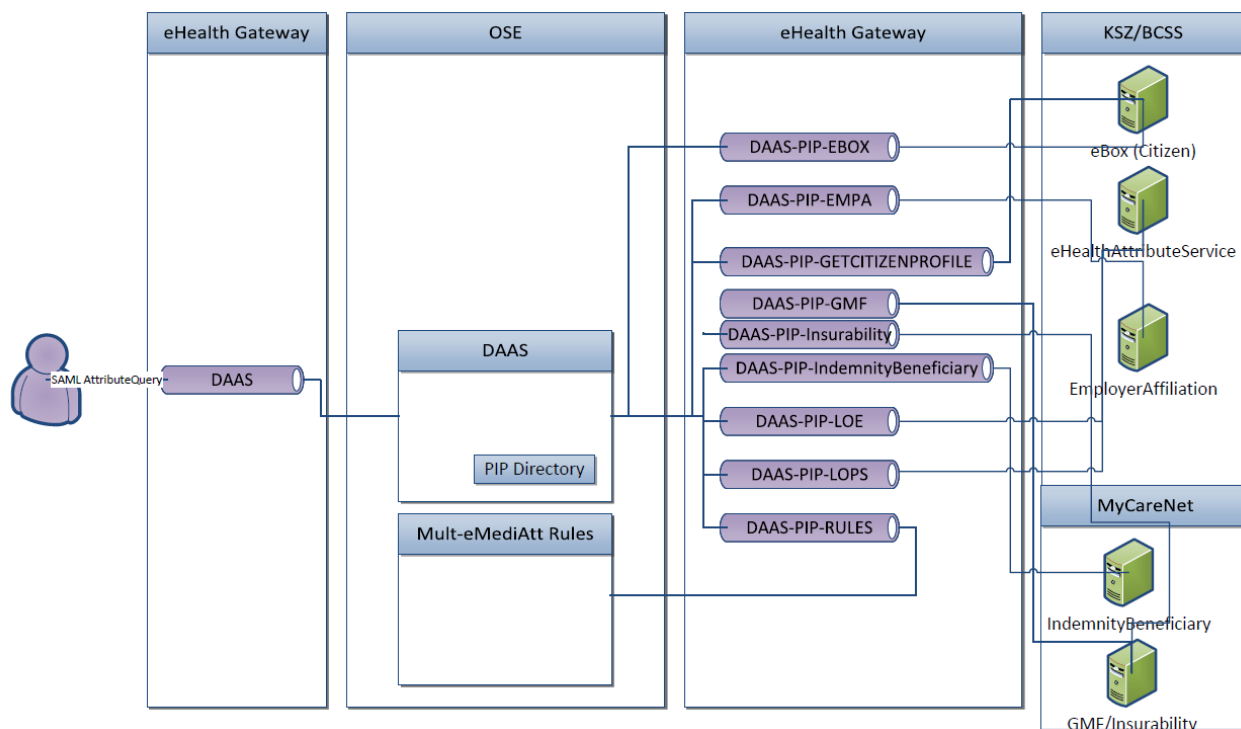 eHealth Gateway
OSE
eHealth Gateway
KSZ/BCSS
DAAS-PIP-EBOX
eBox (Citizen)
DAAS-PIP-EMPA
eHealthAttributeService
DAAS-PIP-GETCITIZENPROFILE
DAAS-PIP-GMF
DAAS-PIP-Insurability
DAAS
DAAS-PIP-IndemnityBeneficiary
SAML AttributeQuery
DAAS
EmployerAffiliation
DAAS-PIP-LOE
PIP Directory
DAAS-PIP-LOPS
MyCareNet
Mult-eMediAtt Rules
DAAS-PIP-RULES
IndemnityBeneficiary
GMF/Insurability